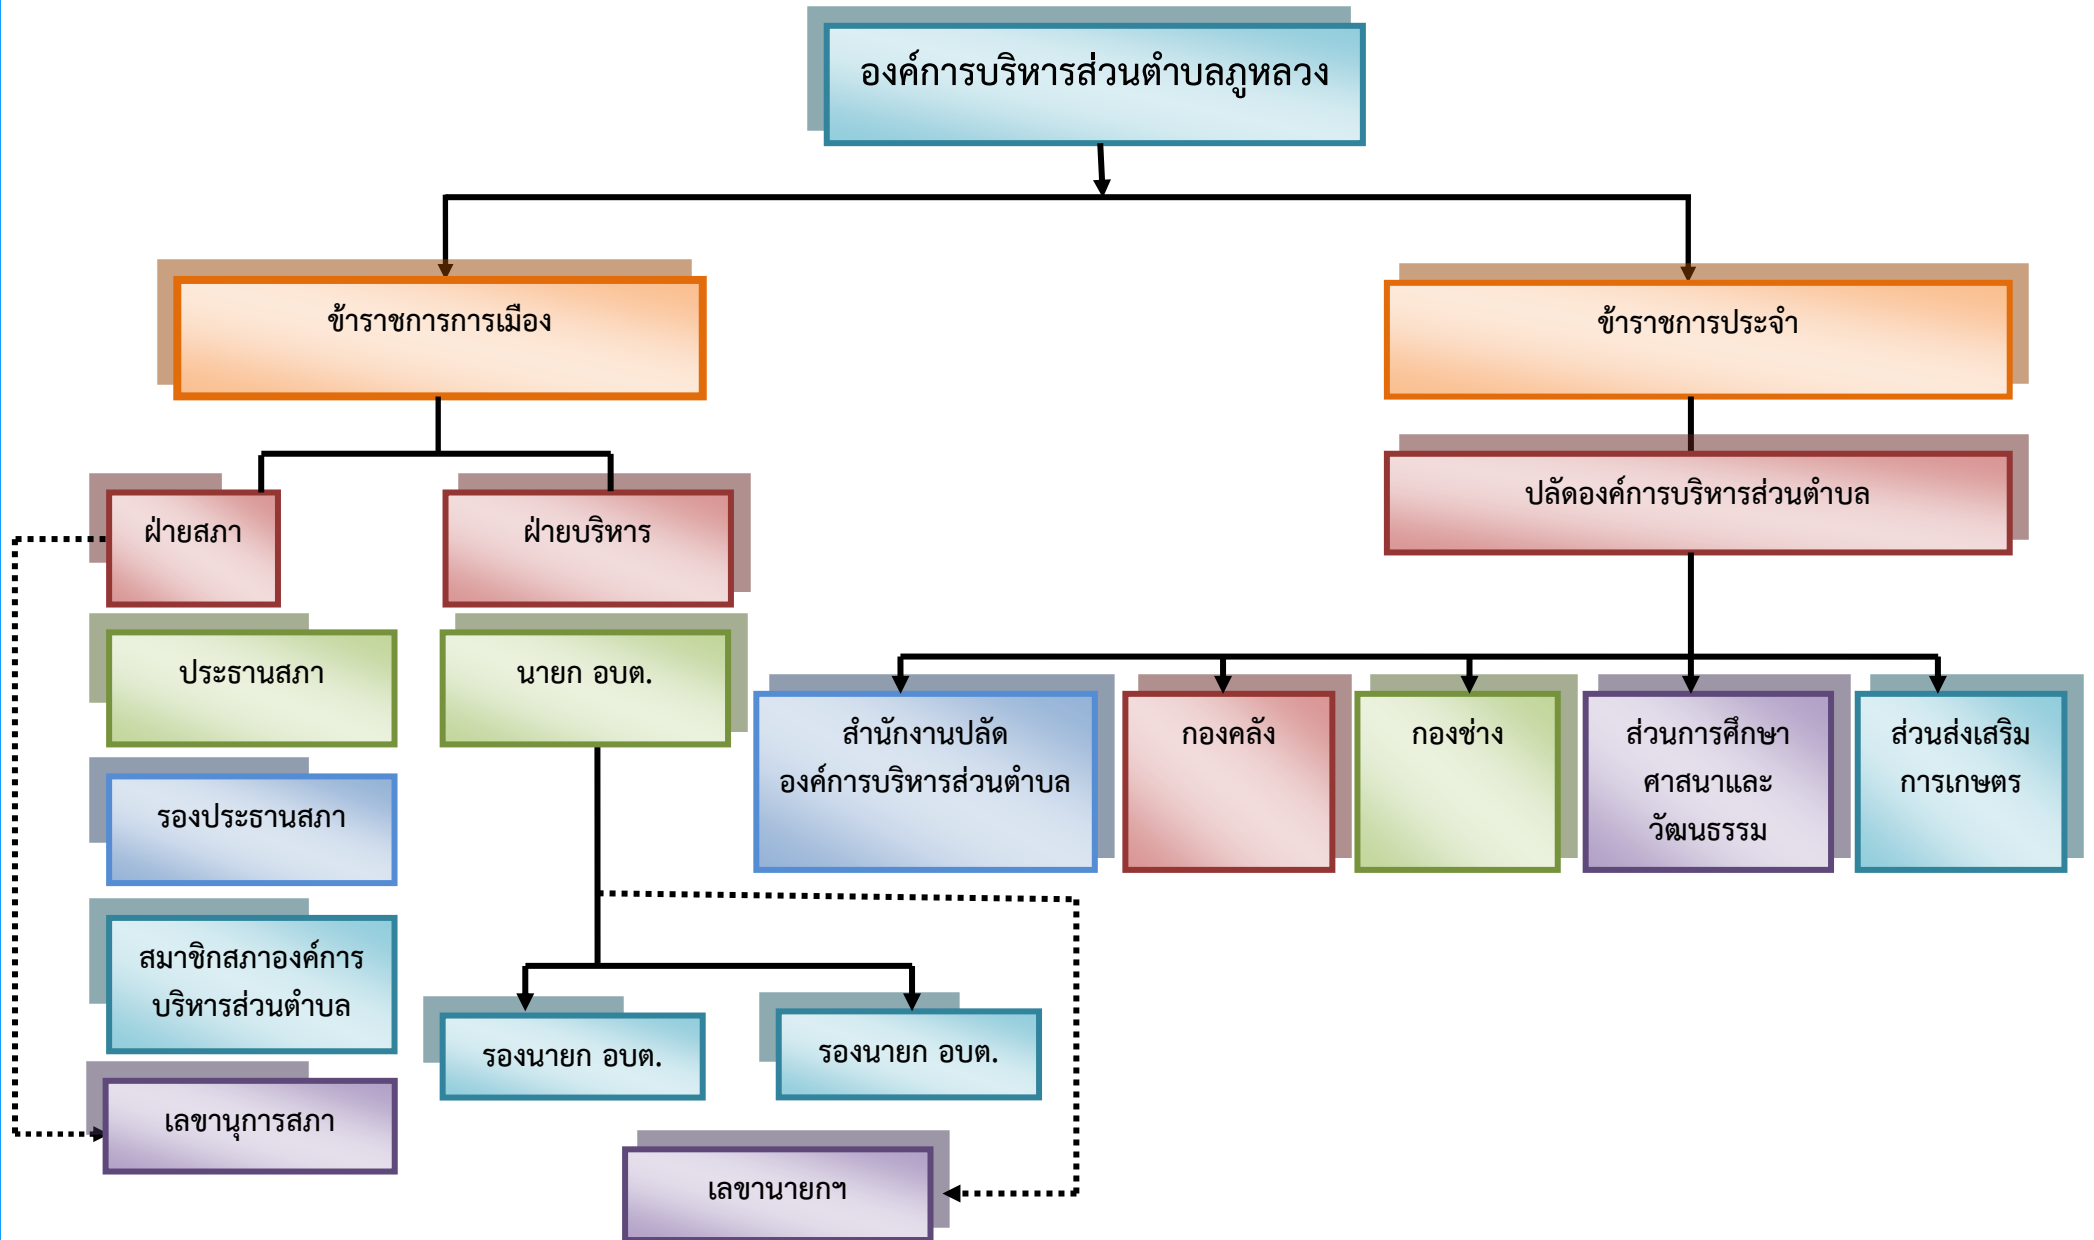 องค์การบริหารส่วนตำบลภูหลวง
ข้าราชการการเมือง
ข้าราชการประจำ
ปลัดองค์การบริหารส่วนตำบล
ฝ่ายสภา
ฝ่ายบริหาร
ประธานสภา
นายก อบต.
รองประธานสภา
สมาชิกสภาองค์การ
บริหารส่วนตำบล
เลขานุการสภา
รองนายก อบต.
รองนายก อบต.
เลขานายกฯ
สำนักงานปลัด
องค์การบริหารส่วนตำบล
กองคลัง
กองช่าง
ส่วนการศึกษา
ศาสนาและ
วัฒนธรรม
ส่วนส่งเสริม
การเกษตร